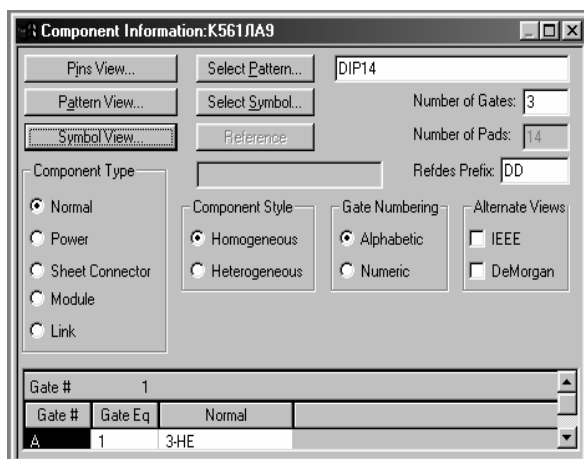 Component Information:К561ЛА9
Pins View... Select Pattern... DIP14
Pattern View... Select Symbol... Number of Gates: 3
Symbol View... Reference Number of Pads: 14
Component Type Refdes Prefix: DD
Normal Component Style Gate Numbering Alternate Views
Power Homogeneous Alphabetic IEEE
Sheet Connector Heterogeneous Numeric DeMorgan
Module
Link
Gate # 1
Gate # Gate Eq Normal
A 1 3-НЕ